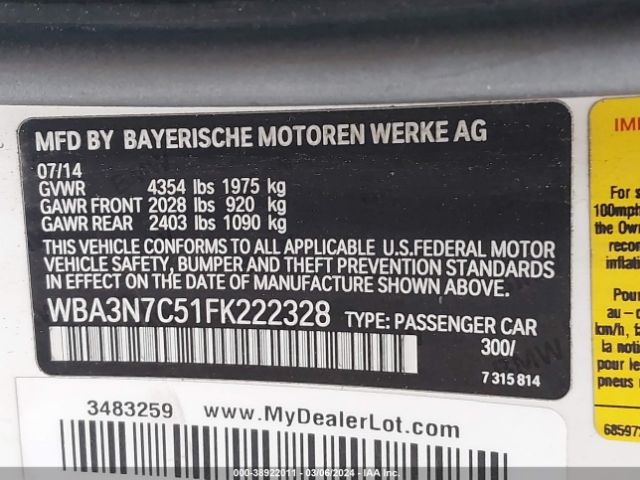 MFD BY BAYERISCHE MOTOREN WERKE AG
07/14
GVWR 4354 lbs 1975 kg
GAWR FRONT 2028 lbs 920 kg
GAWR REAR 2403 lbs 1090 kg
THIS VEHICLE CONFORMS TO ALL APPLICABLE U.S.FEDERAL MOTOR
VEHICLE SAFETY, BUMPER AND THEFT PREVENTION STANDARDS
IN EFFECT ON THE DATE OF MANUFACTURE SHOWN ABOVE.
WBA3N7C51FK222328 TYPE: PASSENGER CAR
300/
7 315 814
3483259 www.MyDealerLot.com
IM
For s
100mph
the Own
recon
inflati
Pour
au - d
km/h, f
la notic
pour le
pneus
68597
000-38922011 - 03/06/2024 - IAA Inc.